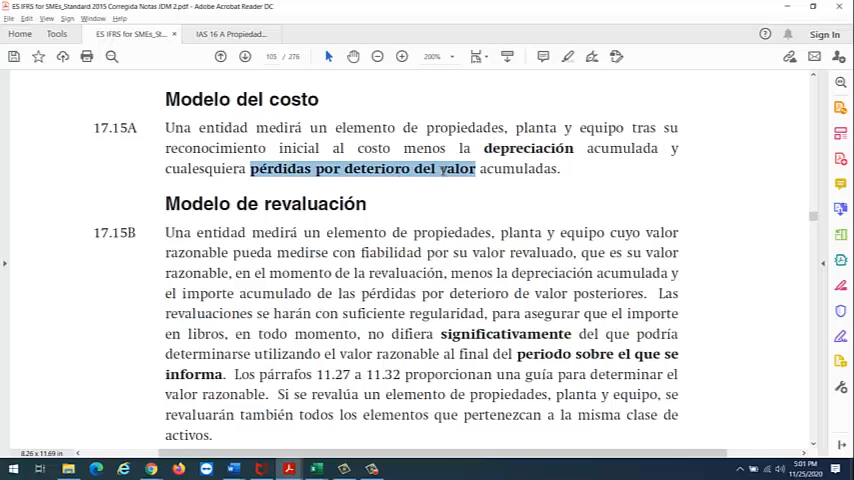 ES IFRS for SMEs_Standard 2015 Corregida Notas JDM 2.pdf - Adobe Acrobat Reader DC
File Edit View Sign Window Help
Home Tools ES IFRS for SMEs_St... × IAS 16 A Propiedad... Sign In
105 / 276 200%
Modelo del costo
17.15A Una entidad medirá un elemento de propiedades, planta y equipo tras su
reconocimiento inicial al costo menos la depreciación acumulada y
cualesquiera pérdidas por deterioro del valor acumuladas.
Modelo de revaluación
17.15B Una entidad medirá un elemento de propiedades, planta y equipo cuyo valor
razonable pueda medirse con fiabilidad por su valor revaluado, que es su valor
razonable, en el momento de la revaluación, menos la depreciación acumulada y
el importe acumulado de las pérdidas por deterioro de valor posteriores. Las
revaluaciones se harán con suficiente regularidad, para asegurar que el importe
en libros, en todo momento, no difiera significativamente del que podría
determinarse utilizando el valor razonable al final del periodo sobre el que se
informa. Los párrafos 11.27 a 11.32 proporcionan una guía para determinar el
valor razonable. Si se revalúa un elemento de propiedades, planta y equipo, se
revaluarán también todos los elementos que pertenezcan a la misma clase de
activos.
8.26 x 11.69 in
5:01 PM
11/25/2020